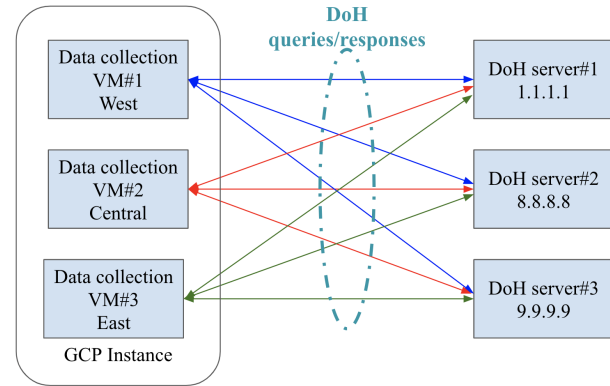 DoH
queries/responses
Data collection
VM#1
West
Data collection
VM#2
Central
Data collection
VM#3
East
GCP Instance
DoH server#1
1.1.1.1
DoH server#2
8.8.8.8
DoH server#3
9.9.9.9